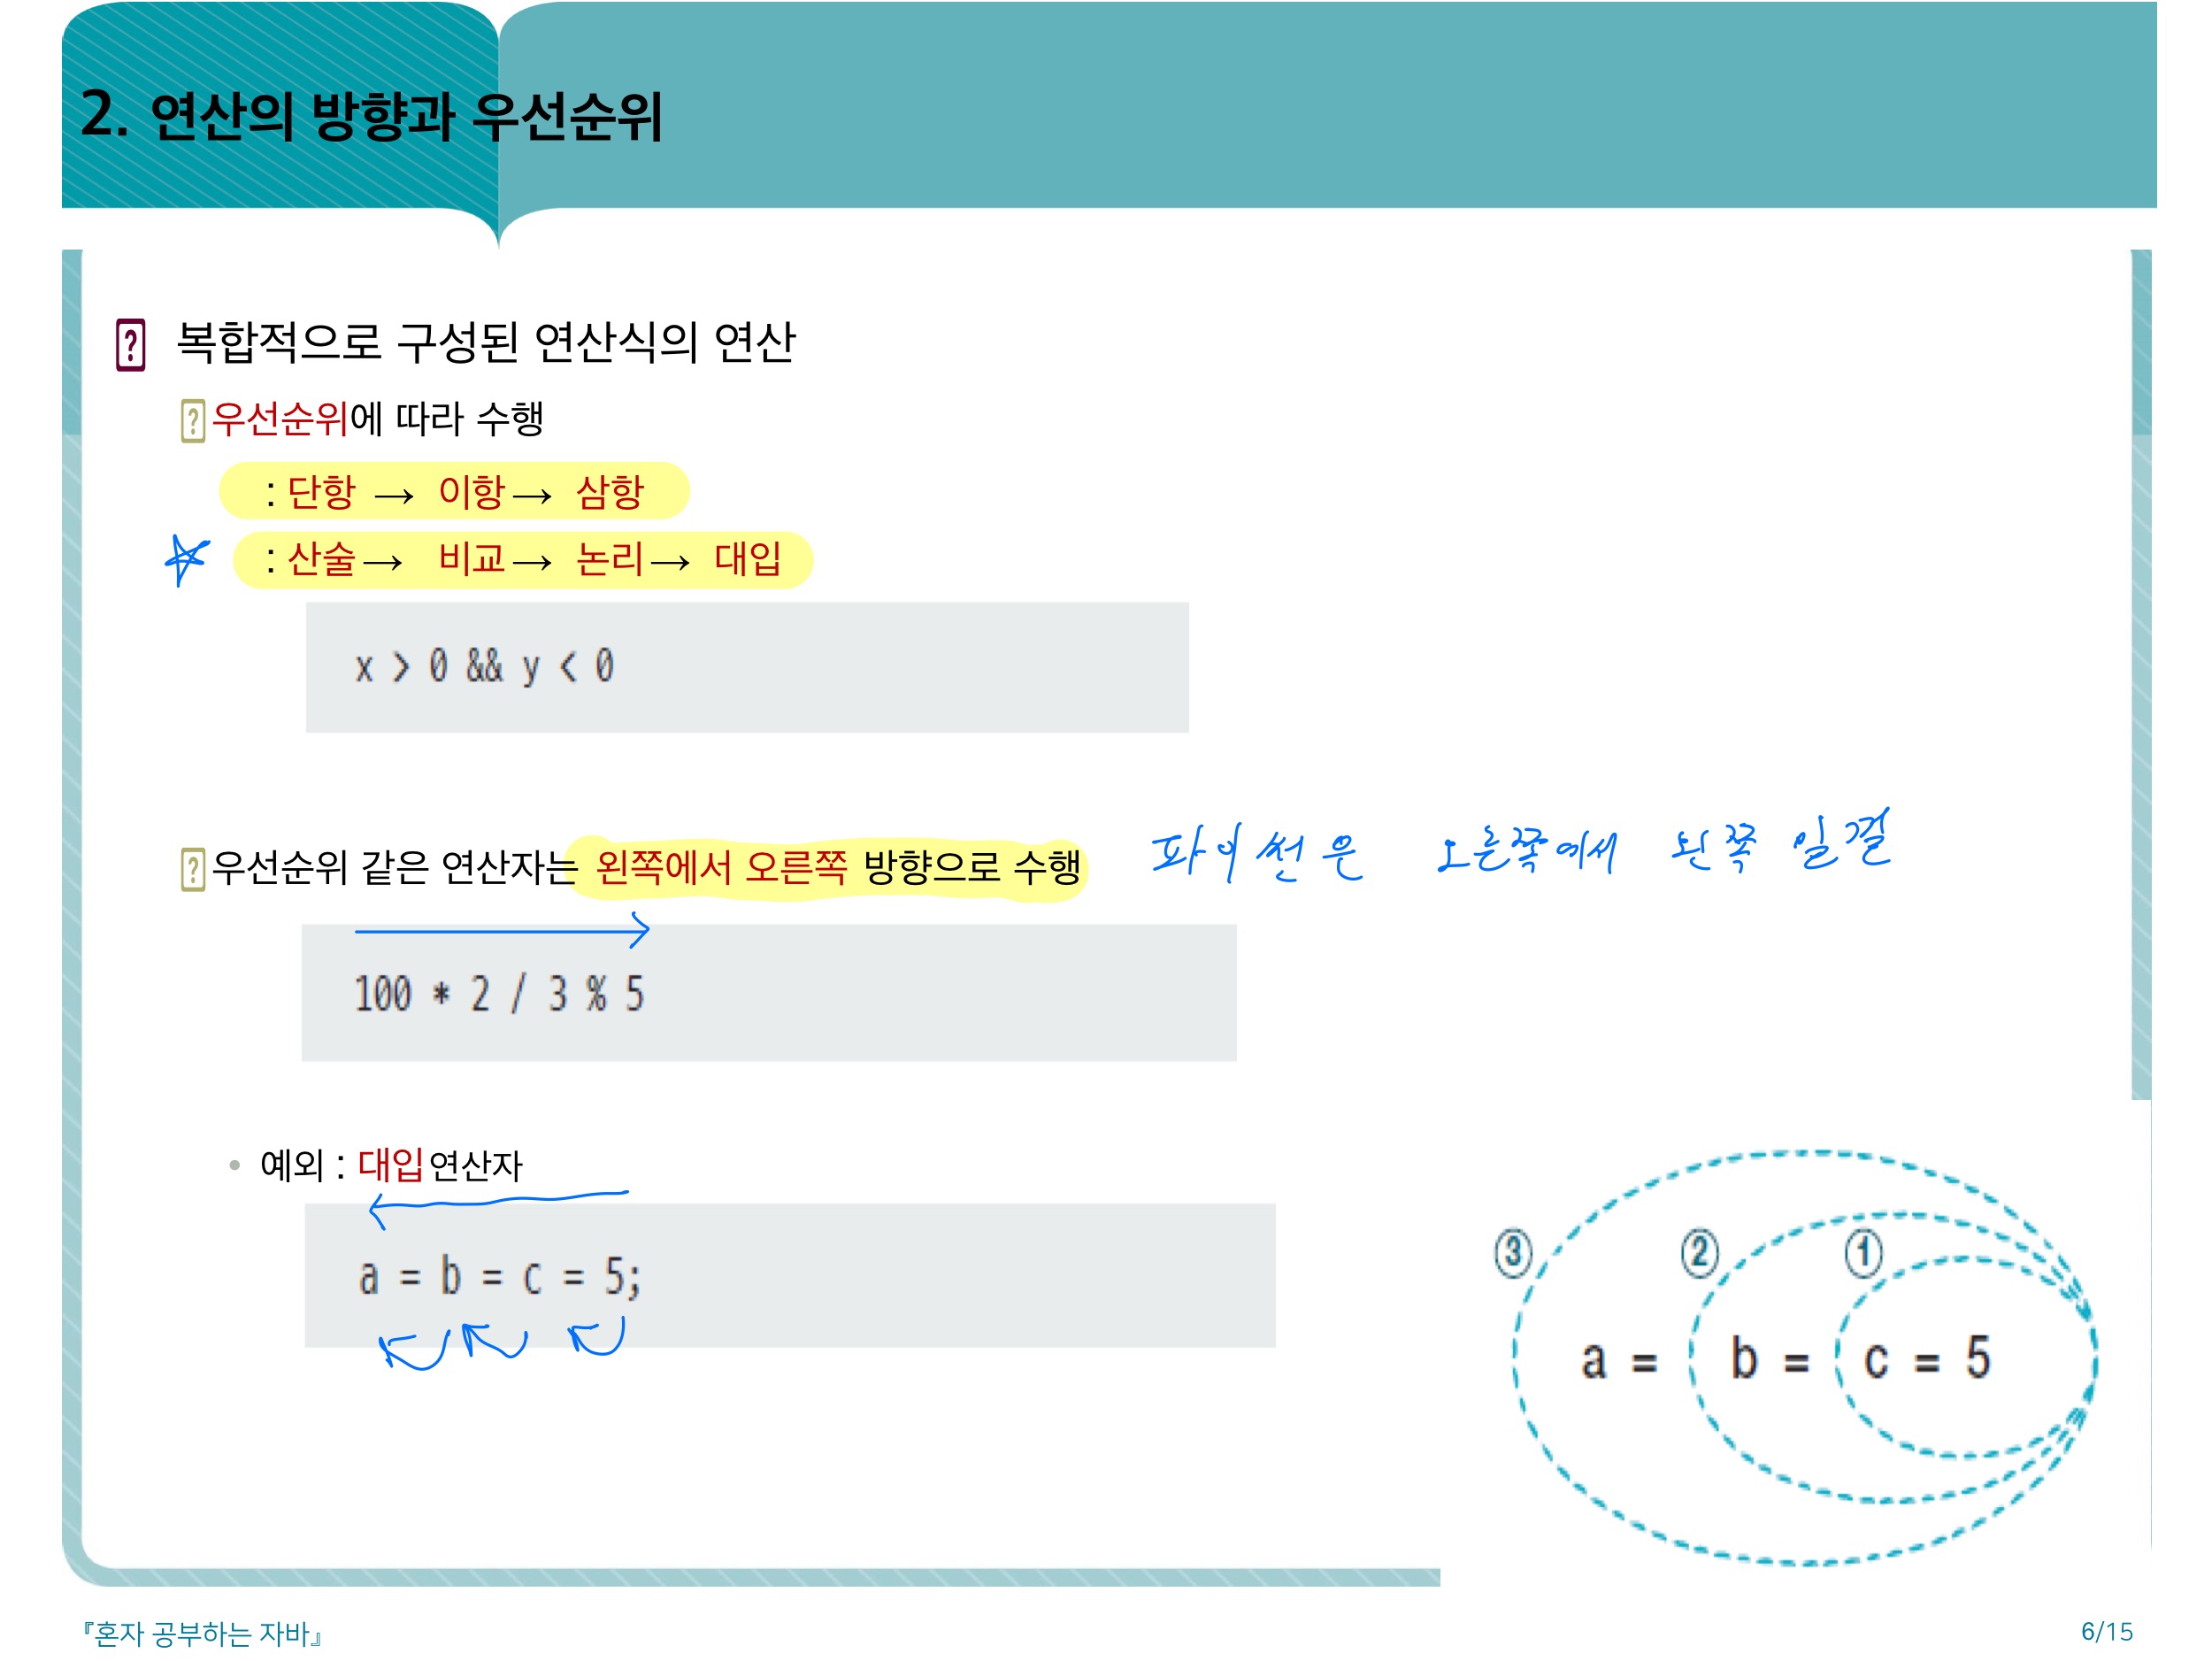 2. 연산의 방향과 우선순위
복합적으로 구성된 연산식의 연산
우선순위에 따라 수행
: 단항 → 이항 → 삼항
: 산술 → 비교 → 논리 → 대입
x > 0 && y < 0
우선순위 같은 연산자는 왼쪽에서 오른쪽 방향으로 수행
파이썬은 오른쪽에서 왼쪽
100 * 2 / 3 % 5
• 예외 : 대입연산자
a = b = c = 5;
③ ② ①
a = b = c = 5
『혼자 공부하는 자바』
6/15